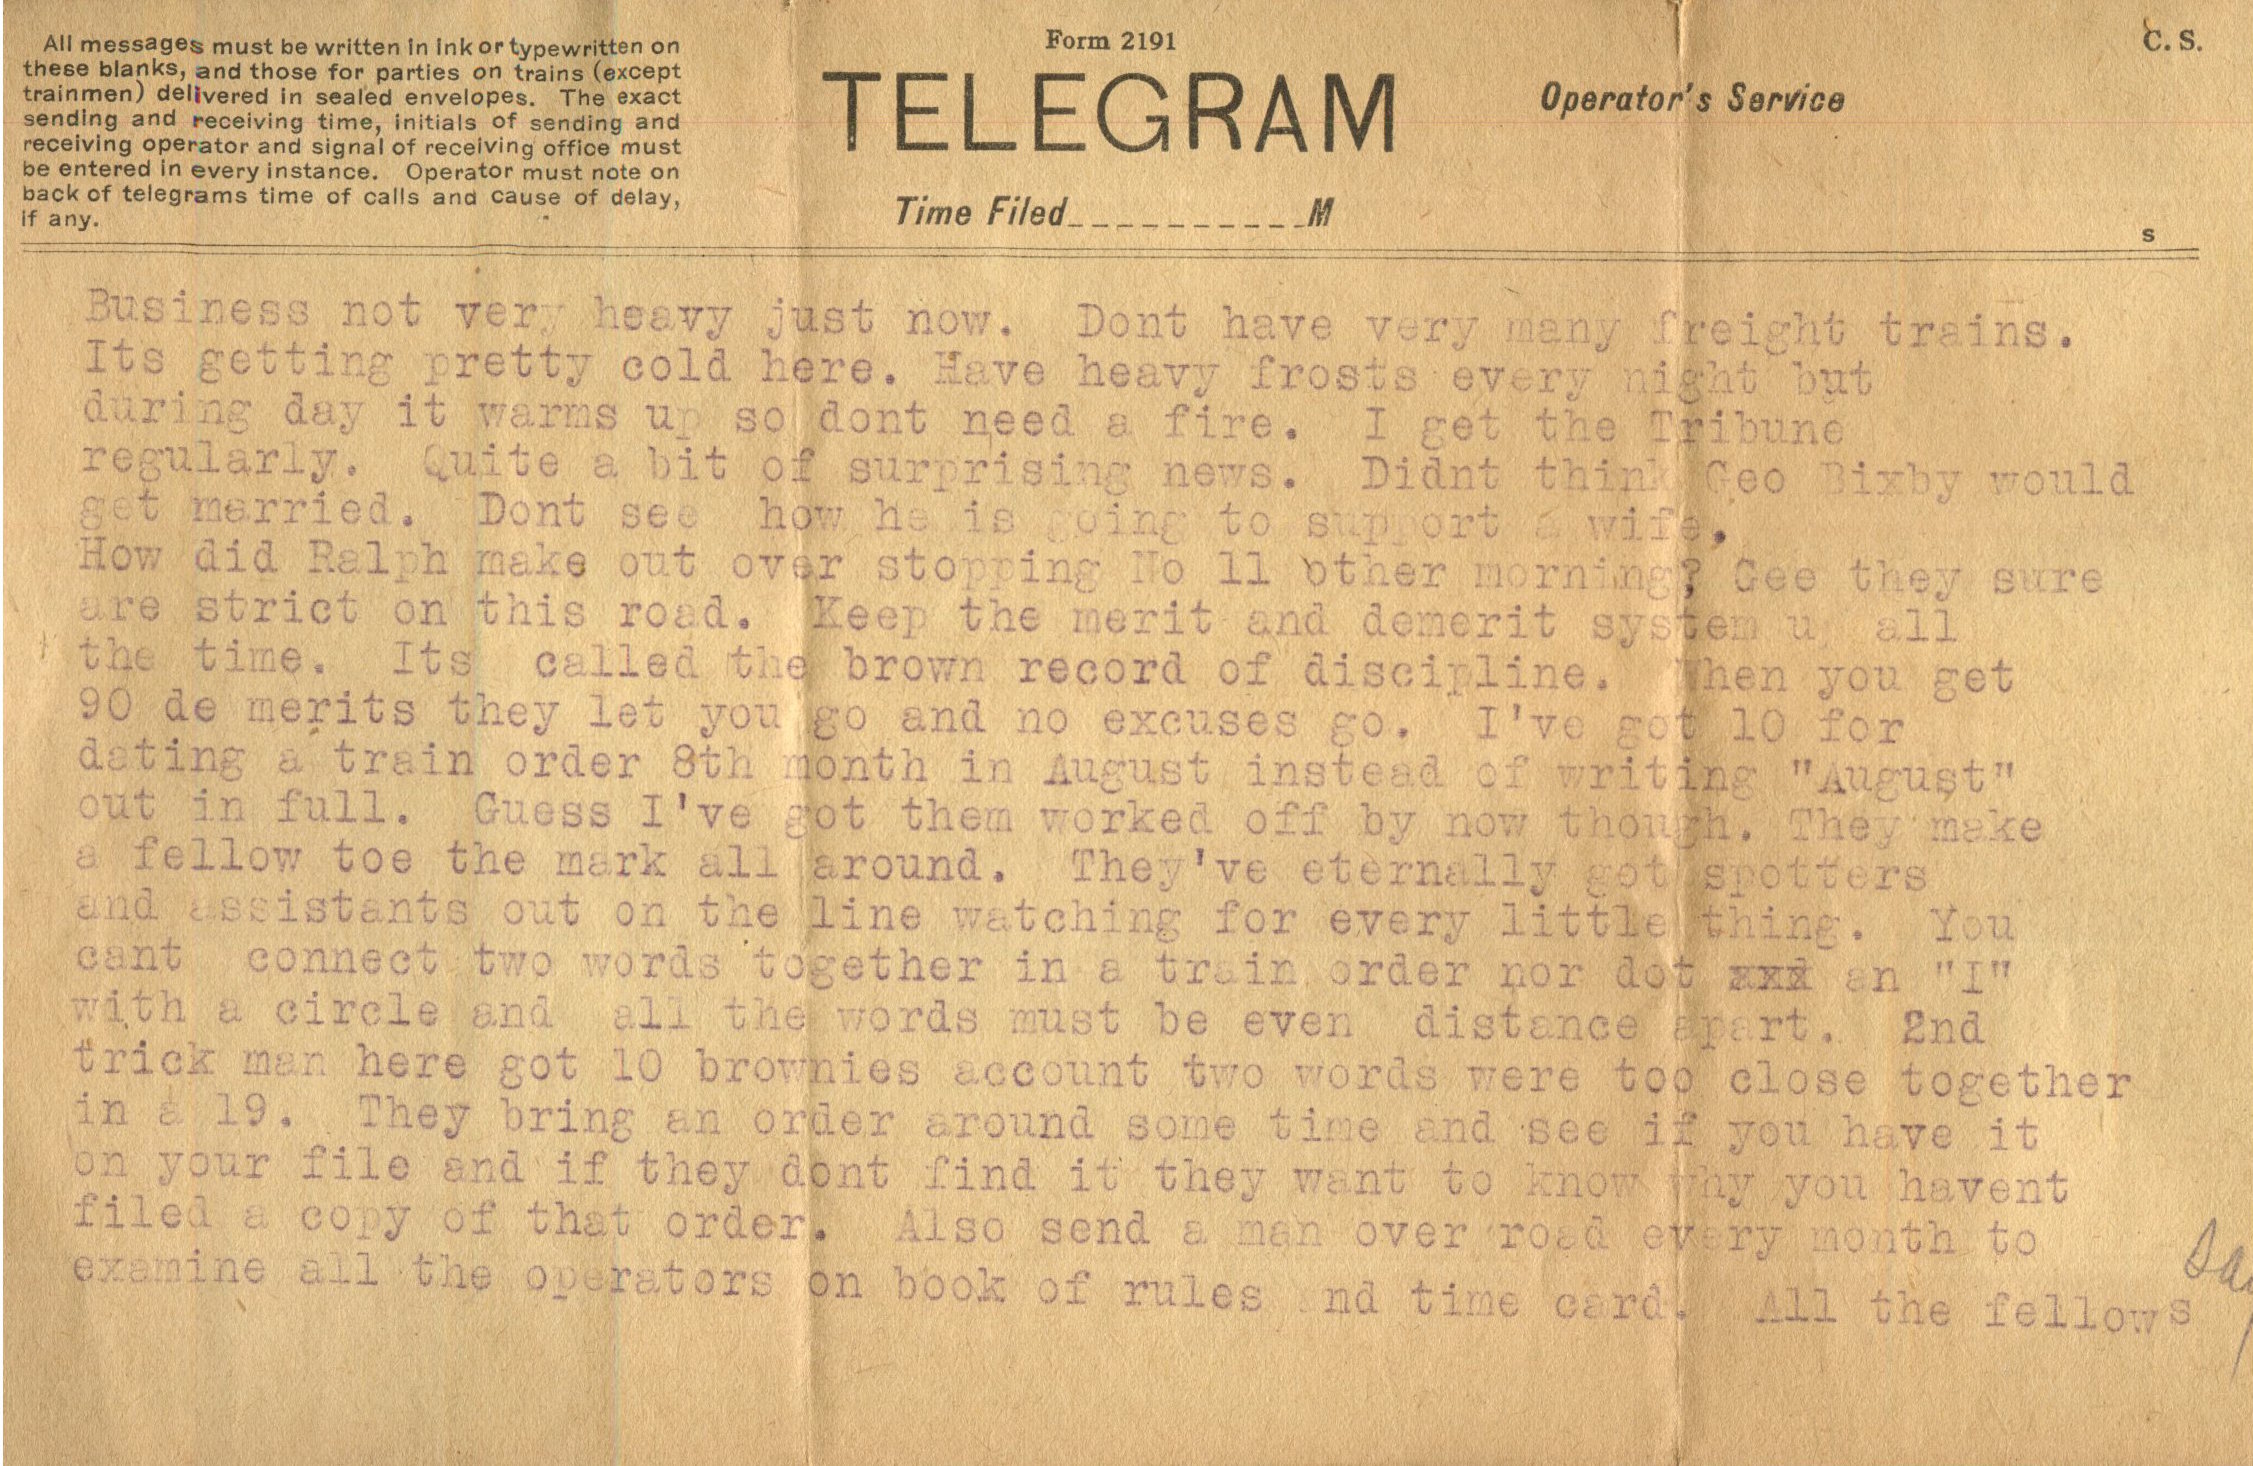 All messages must be written in ink or typewritten on
these blanks, and those for parties on trains (except
trainmen) delivered in sealed envelopes. The exact
sending and receiving time, initials of sending and
receiving operator and signal of receiving office must
be entered in every instance. Operator must note on
back of telegrams time of calls and cause of delay,
if any.
Form 2191
TELEGRAM
Time Filed__________M
Operator's Service
C. S.
s
Business not very heavy just now. Dont have very many freight trains.
Its getting pretty cold here. Have heavy frosts every night but
during day it warms up so dont need a fire. I get the Tribune
regularly. Quite a bit of surprising news. Didnt think Geo Bixby would
get married. Dont see how he is going to support a wife.
How did Ralph make out over stopping No 11 other morning? Gee they sure
are strict on this road. Keep the merit and demerit system u all
the time. Its called the brown record of discipline. When you get
90 de merits they let you go and no excuses go. I've got 10 for
dating a train order 8th month in August instead of writing "August"
out in full. Guess I've got them worked off by now though. They make
a fellow toe the mark all around. They've eternally got spotters
and assistants out on the line watching for every little thing. You
cant connect two words together in a train order nor dot an "I"
with a circle and all the words must be even distance apart. 2nd
trick man here got 10 brownies account two words were too close together
in a 19. They bring an order around some time and see if you have it
on your file and if they dont find it they want to know why you havent
filed a copy of that order. Also send a man over road every month to
examine all the operators on book of rules nd time card. All the fellows